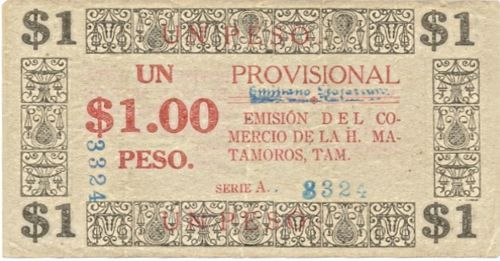 $1 UN PESO. $1
UN
$1.00
PESO.
PROVISIONAL
EMISIÓN DEL CO-
MERCIO DE LA H. MA-
TAMOROS, TAM.
SERIE A. 3324
3324
$1 UN PESO. $1